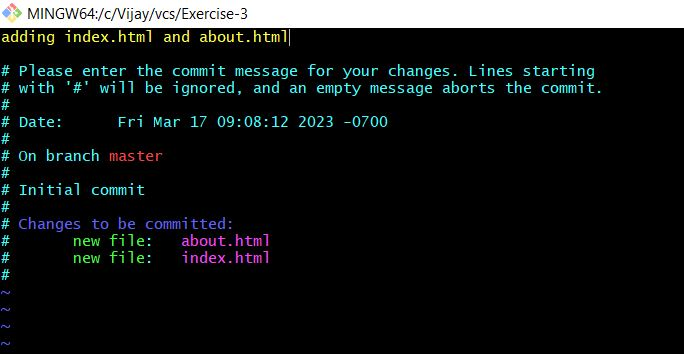 MINGW64:/c/Vijay/vcs/Exercise-3
adding index.html and about.html
# Please enter the commit message for your changes. Lines starting
# with '#' will be ignored, and an empty message aborts the commit.
#
# Date:      Fri Mar 17 09:08:12 2023 -0700
#
# On branch master
#
# Initial commit
#
# Changes to be committed:
#       new file:   about.html
#       new file:   index.html
#
~
~
~
~